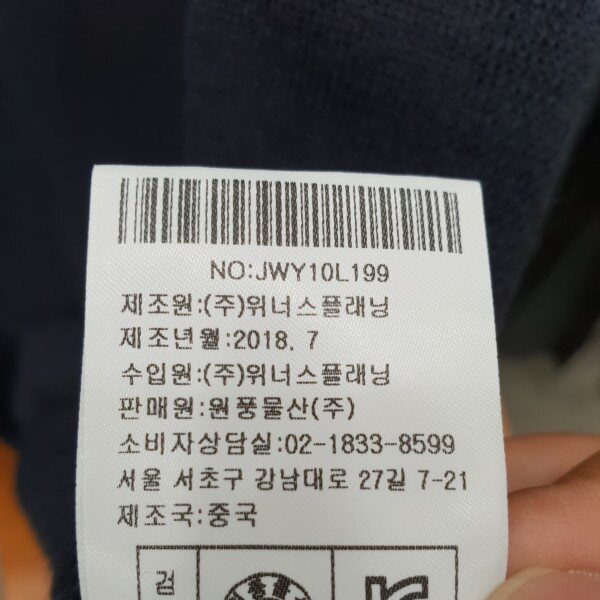 NO:JWY10L199
제조원:(주)위너스플래닝
제조년월:2018. 7
수입원:(주)위너스플래닝
판매원:원풍물산(주)
소비자상담실:02-1833-8599
서울 서초구 강남대로 27길 7-21
제조국:중국
검